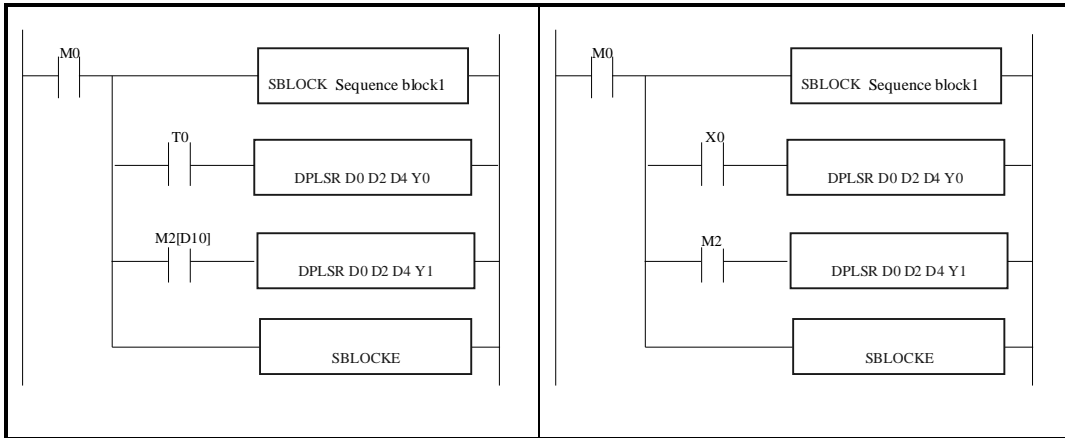 M0
SBLOCK Sequence block1
T0
DPLSR D0 D2 D4 Y0
M2[D10]
DPLSR D0 D2 D4 Y1
SBLOCKE
M0
SBLOCK Sequence block1
X0
DPLSR D0 D2 D4 Y0
M2
DPLSR D0 D2 D4 Y1
SBLOCKE